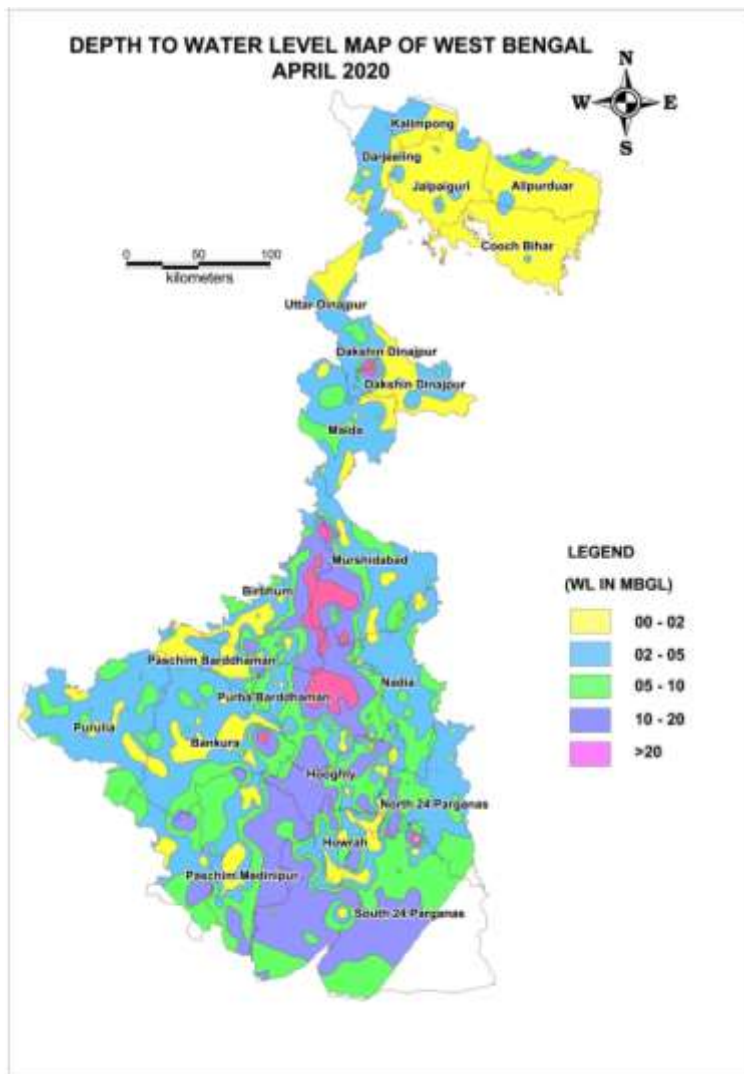 DEPTH TO WATER LEVEL MAP OF WEST BENGAL
APRIL 2020
N
W E
S
Kalimpong
Darjeeling
Jalpaiguri
Alipurduar
Cooch Bihar
0 50 100
kilometers
Uttar Dinajpur
Dakshin Dinajpur
Dakshin Dinajpur
Malda
Murshidabad
Birbhum
Paschim Barddhaman
Purba Barddhaman
Nadia
Purulia
Bankura
Hooghly
North 24 Parganas
Howrah
Paschim Medinipur
South 24 Parganas
LEGEND
(WL IN MBGL)
00 - 02
02 - 05
05 - 10
10 - 20
>20